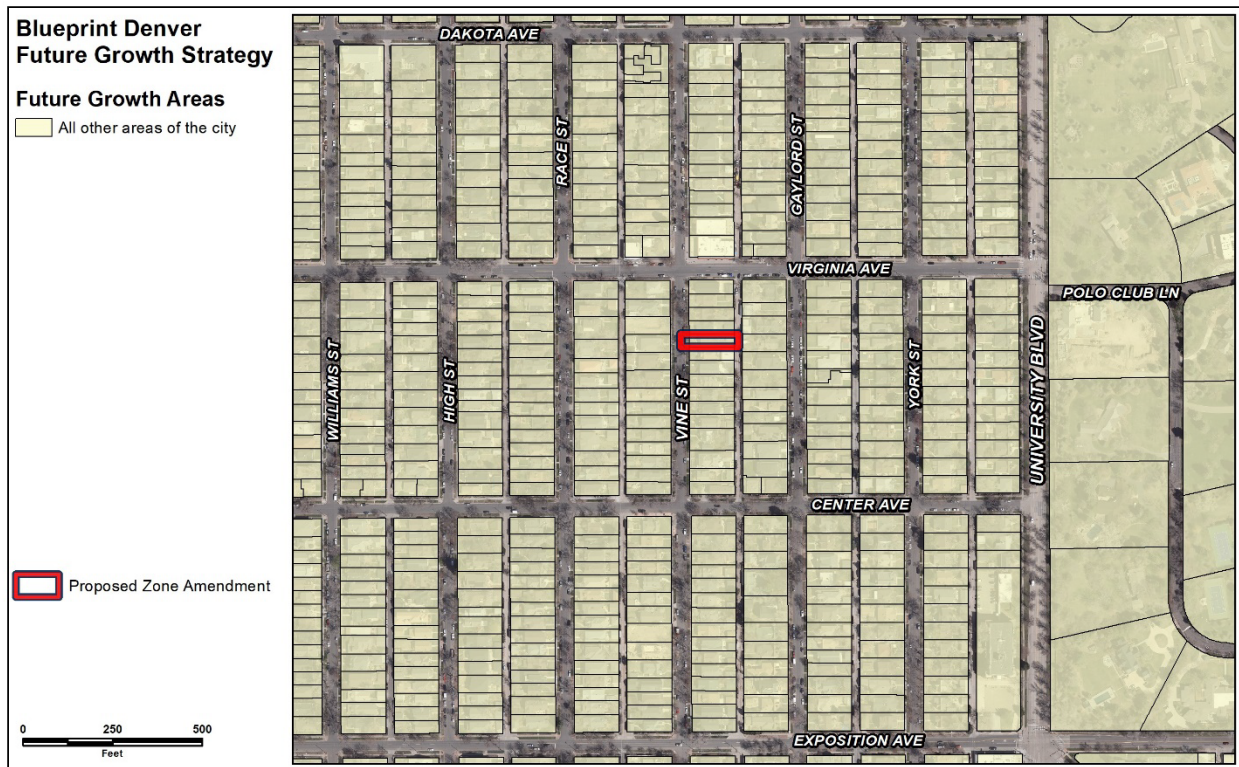 Blueprint Denver
Future Growth Strategy
Future Growth Areas
All other areas of the city
Proposed Zone Amendment
0 250 500
Feet
DAKOTA AVE
RACE ST
GAYLORD ST
VIRGINIA AVE
POLO CLUB LN
WILLIAMS ST
HIGH ST
VINE ST
YORK ST
UNIVERSITY BLVD
CENTER AVE
EXPOSITION AVE